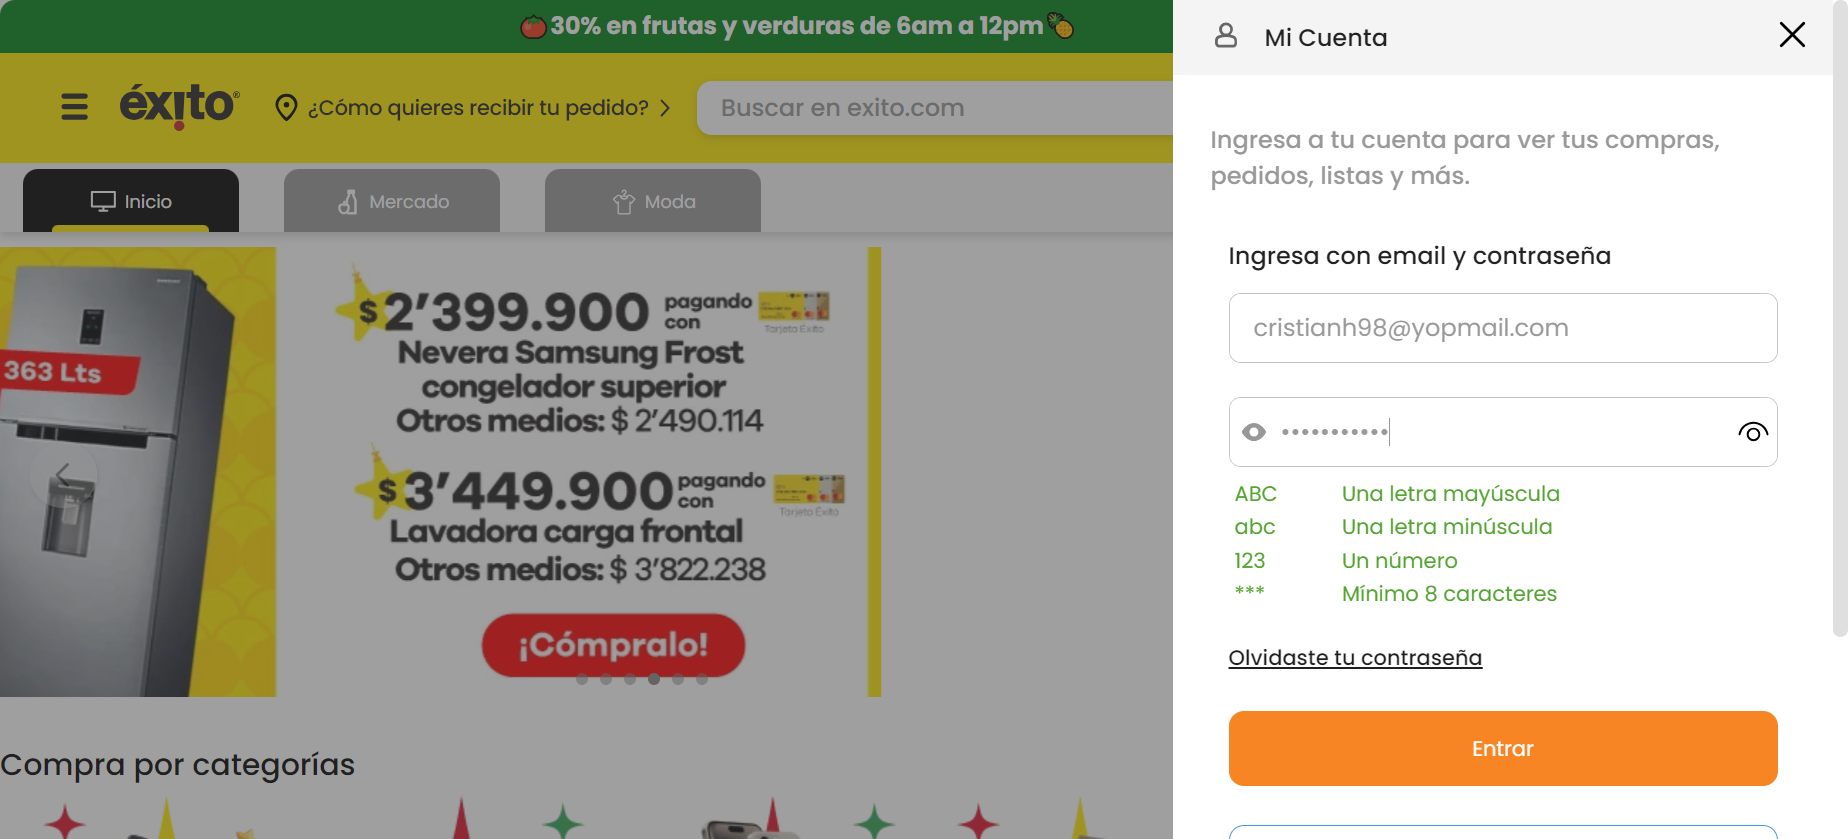 30% en frutas y verduras de 6am a 12pm
éxito
¿Cómo quieres recibir tu pedido?
Buscar en exito.com
Inicio
Mercado
Moda
363 Lts
$2'399.900 pagando con
Tarjeta Éxito
Nevera Samsung Frost
congelador superior
Otros medios: $ 2'490.114
$3'449.900 pagando con
Tarjeta Éxito
Lavadora carga frontal
Otros medios: $ 3'822.238
¡Cómpralo!
Compra por categorías
Mi Cuenta
Ingresa a tu cuenta para ver tus compras,
pedidos, listas y más.
Ingresa con email y contraseña
cristianh98@yopmail.com
•••••••••••
ABC Una letra mayúscula
abc Una letra minúscula
123 Un número
*** Mínimo 8 caracteres
Olvidaste tu contraseña
Entrar